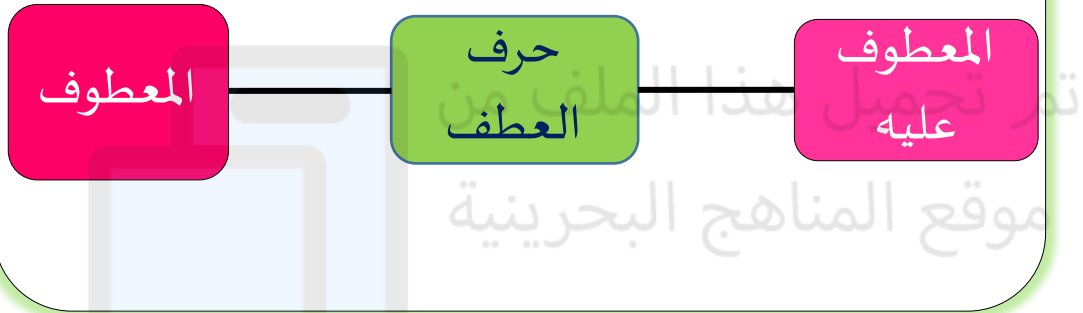 المعطوف
عليه
حرف
العطف
المعطوف
تم تحميل هذا الملف من
موقع المناهج البحرينية